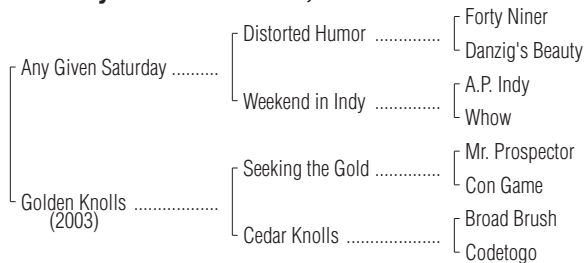 Forty Niner
Distorted Humor ..............
Danzig's Beauty
Any Given Saturday ..........
A.P. Indy
Weekend in Indy ..............
Whow
Mr. Prospector
Seeking the Gold ..............
Con Game
Golden Knolls ..................
(2003)
Broad Brush
Cedar Knolls ....................
Codetogo